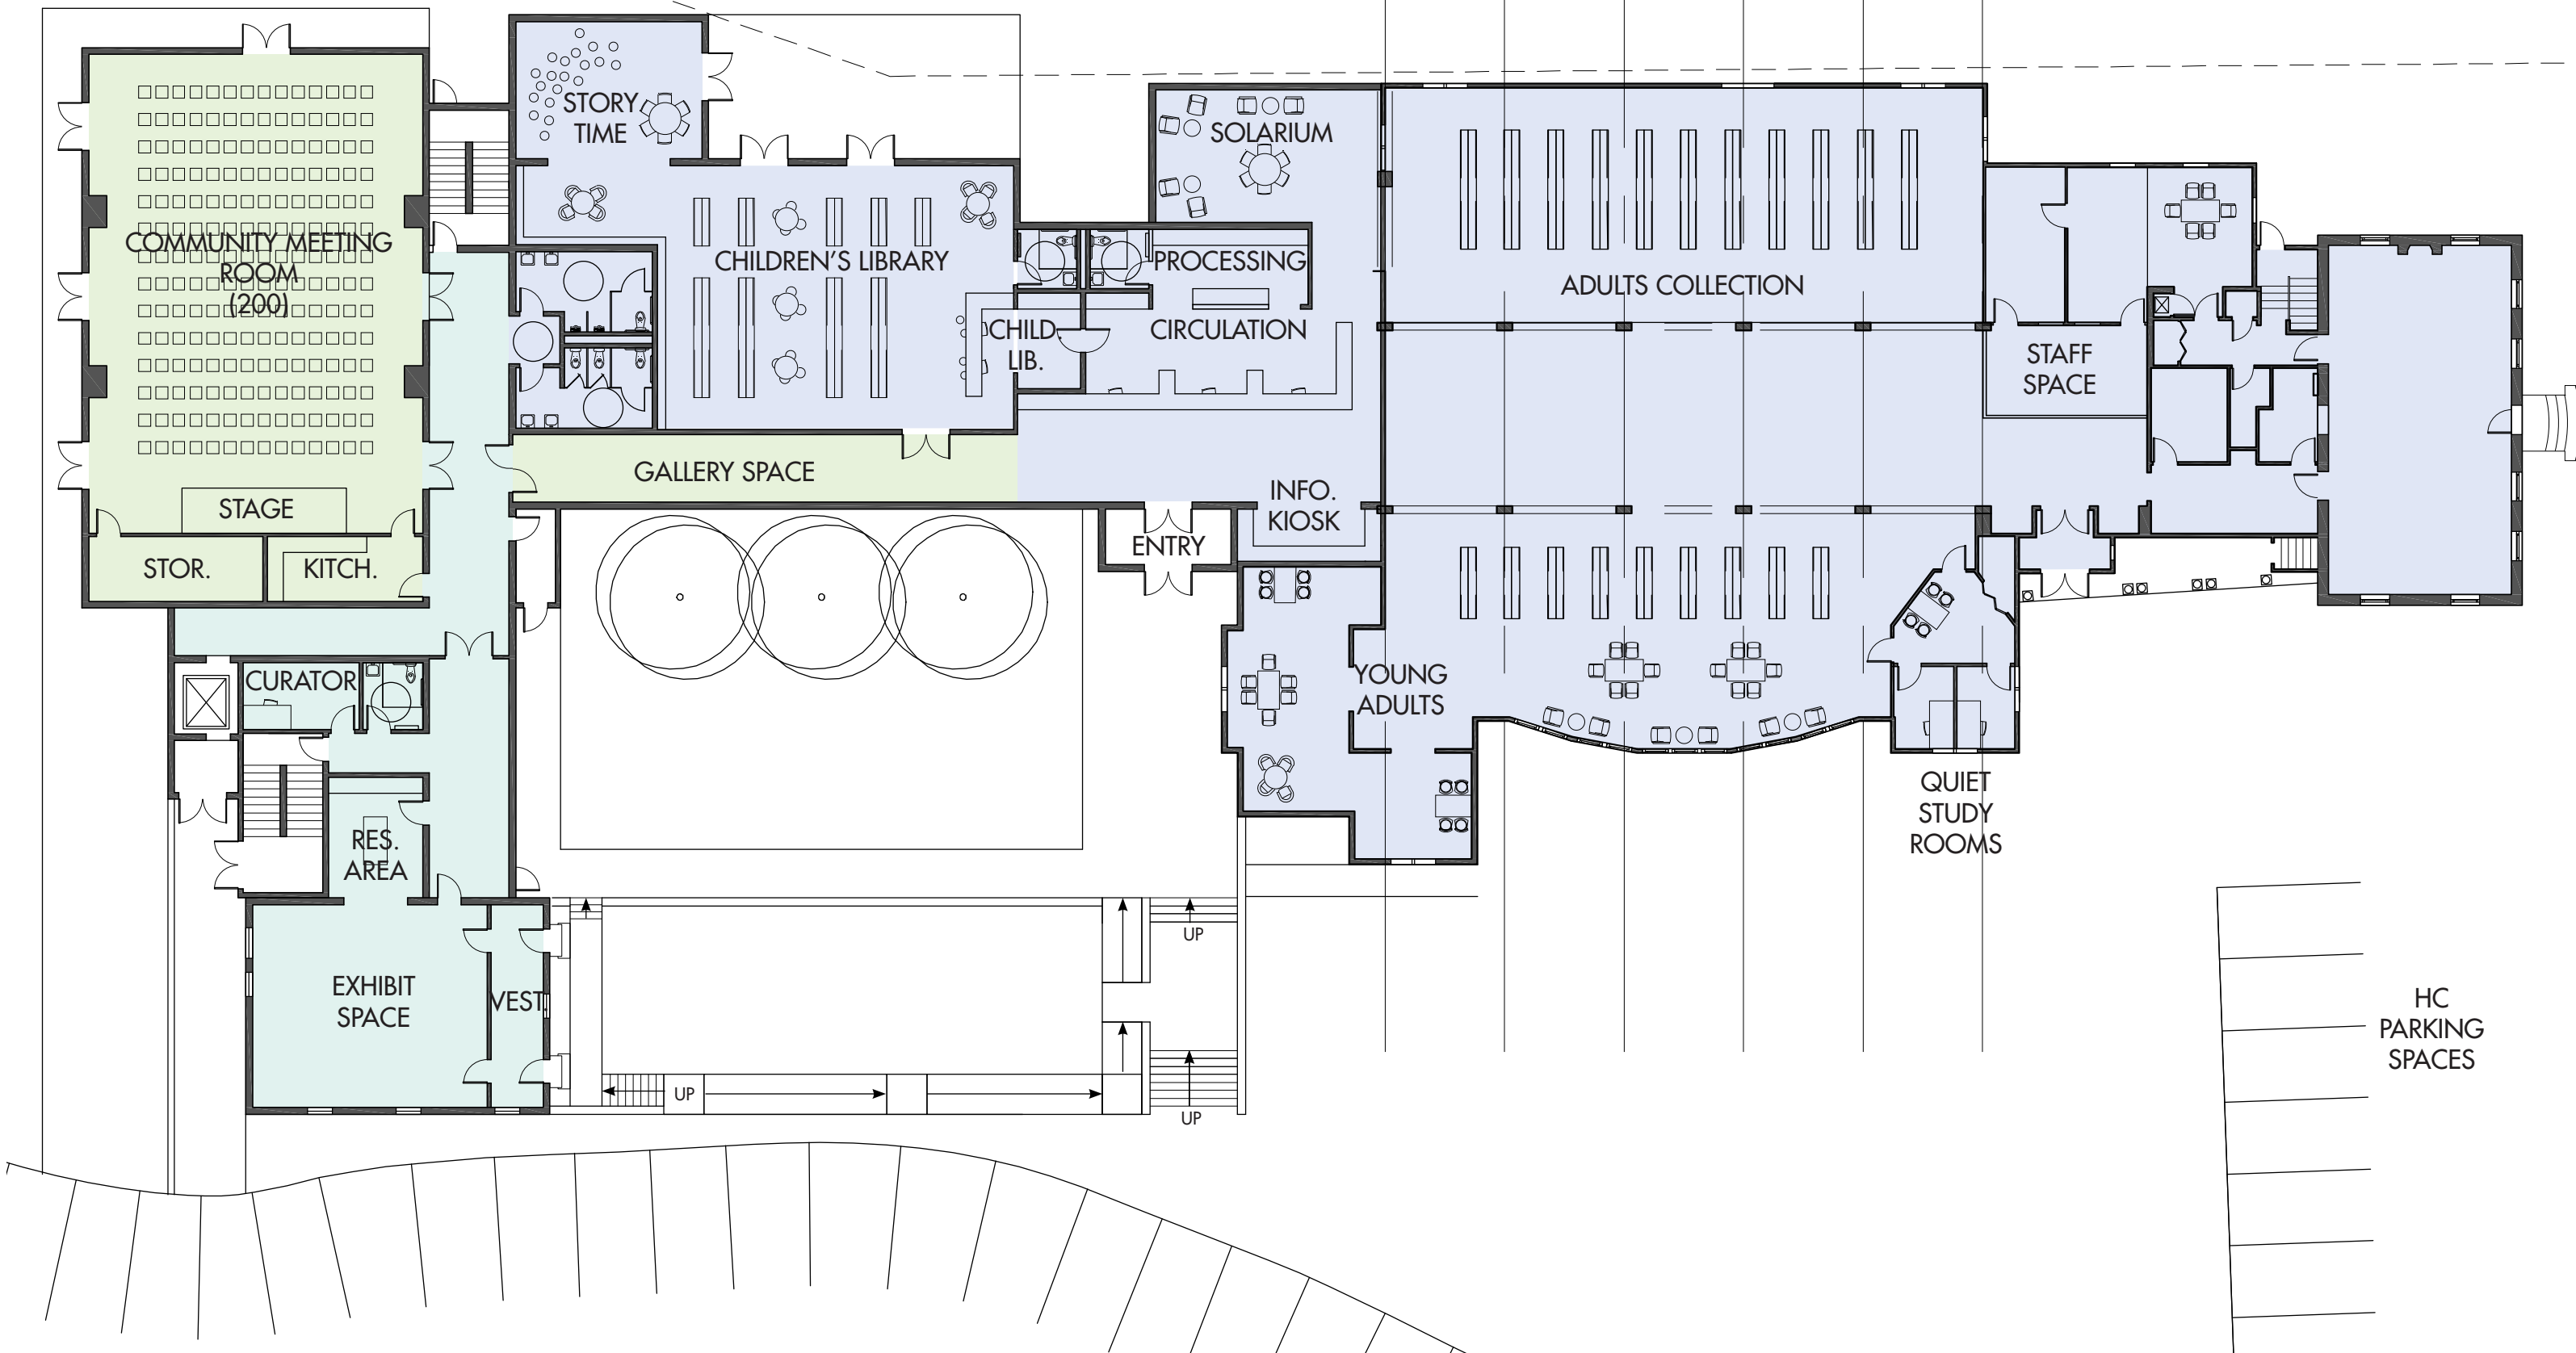 STORY
TIME
SOLARIUM
COMMUNITY MEETING
ROOM
(200)
CHILDREN'S LIBRARY
PROCESSING
ADULTS COLLECTION
CHILD.
LIB.
CIRCULATION
STAFF
SPACE
GALLERY SPACE
INFO.
KIOSK
STAGE
ENTRY
STOR.
KITCH.
CURATOR
YOUNG
ADULTS
QUIET
STUDY
ROOMS
RES.
AREA
UP
EXHIBIT
SPACE
VEST.
HC
PARKING
SPACES
UP
UP